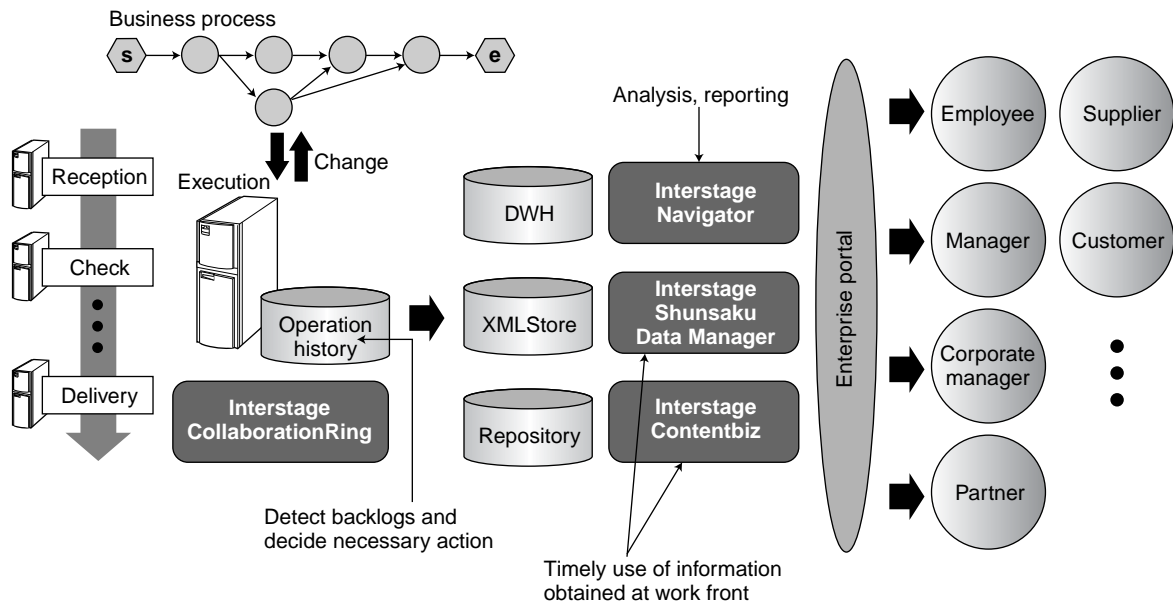 Business process
s
e
Analysis, reporting
Change
Execution
Reception
Check
Delivery
Operation
history
Interstage
CollaborationRing
Detect backlogs and
decide necessary action
DWH
XMLStore
Repository
Interstage
Navigator
Interstage
Shunsaku
Data Manager
Interstage
Contentbiz
Timely use of information
obtained at work front
Enterprise portal
Employee
Supplier
Manager
Customer
Corporate
manager
Partner